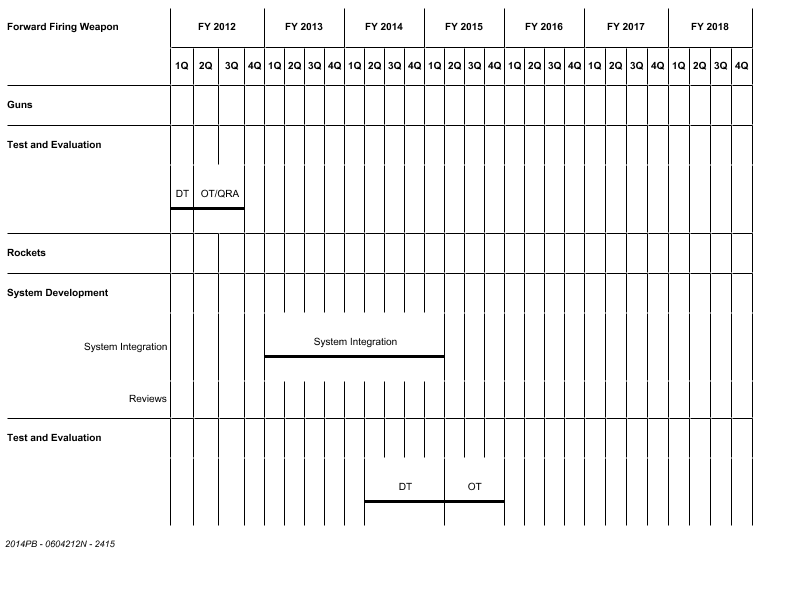 Forward Firing Weapon FY 2012 FY 2013 FY 2014 FY 2015 FY 2016 FY 2017 FY 2018
1Q 2Q 3Q 4Q 1Q 2Q 3Q 4Q 1Q 2Q 3Q 4Q 1Q 2Q 3Q 4Q 1Q 2Q 3Q 4Q 1Q 2Q 3Q 4Q 1Q 2Q 3Q 4Q
Guns
Test and Evaluation
DT OT/QRA
Rockets
System Development
System Integration System Integration
Reviews
Test and Evaluation
DT OT
2014PB - 0604212N - 2415